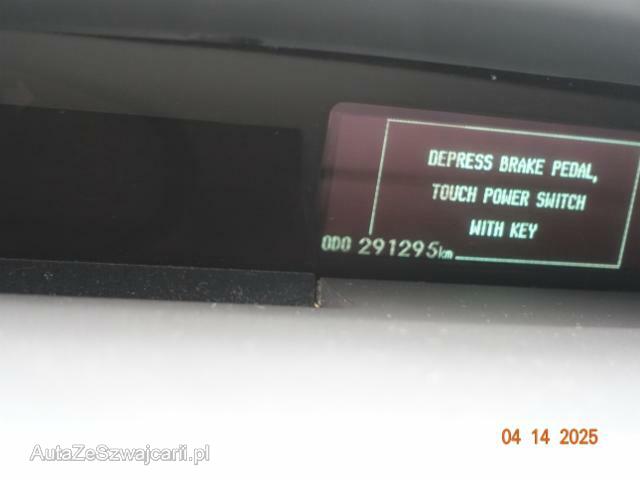 DEPRESS BRAKE PEDAL,
TOUCH POWER SWITCH
WITH KEY
ODO 291295km
04 14 2025
AutaZeSzwajcarii.pl